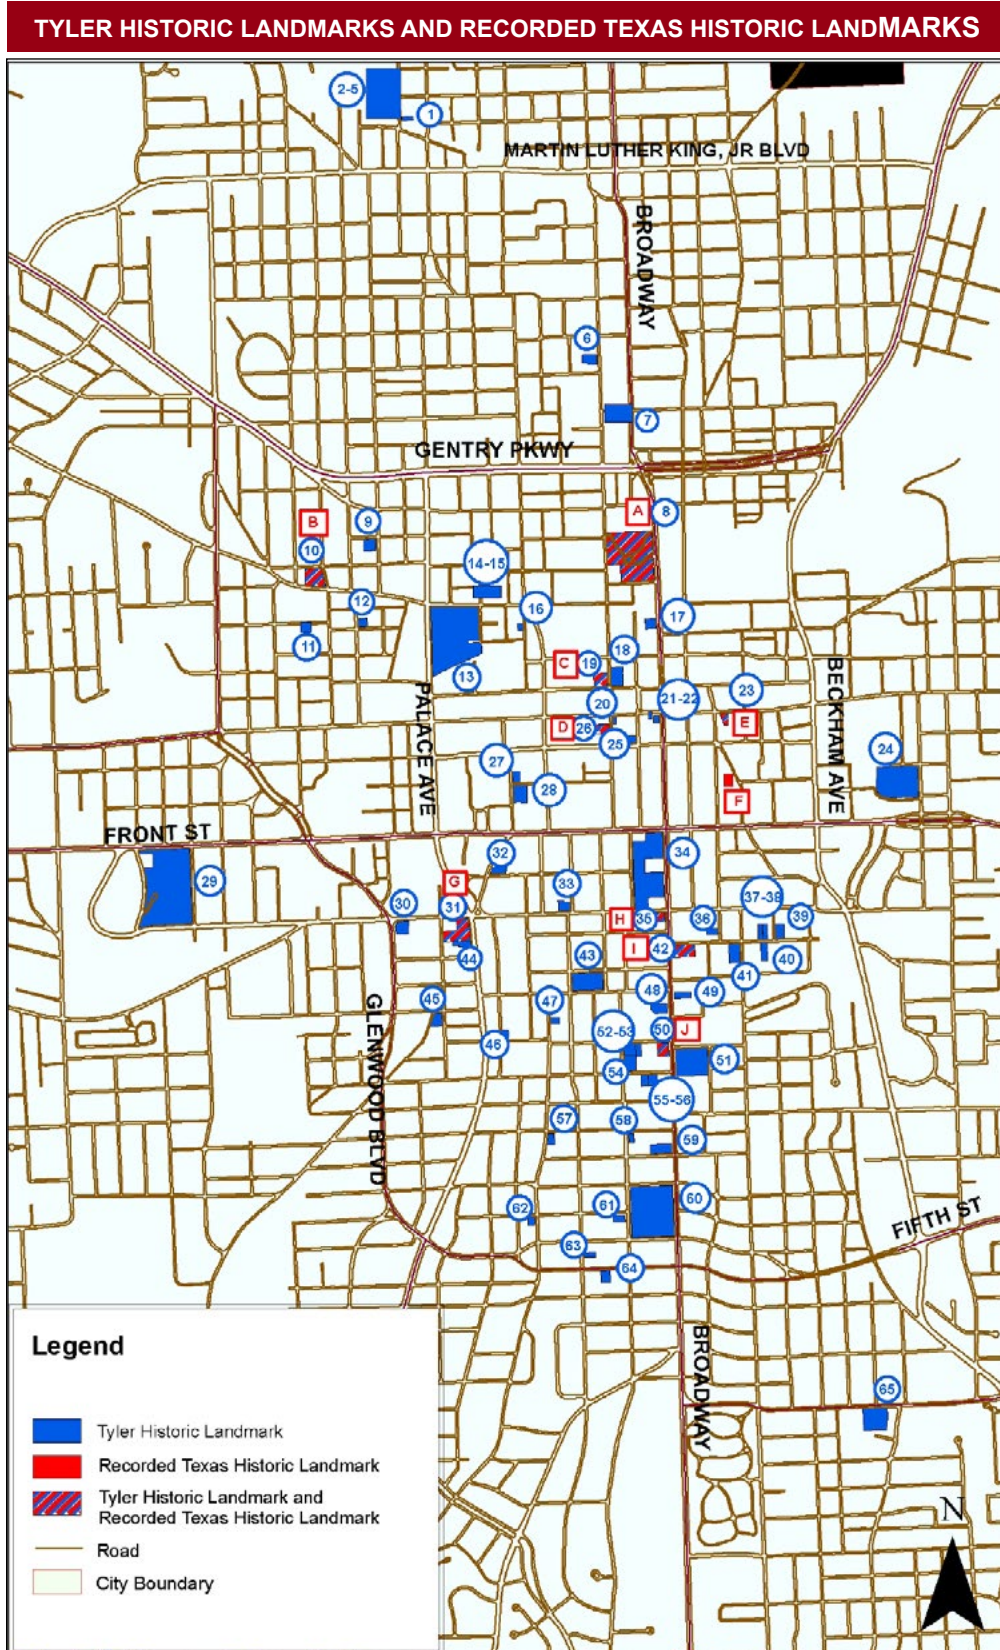 TYLER HISTORIC LANDMARKS AND RECORDED TEXAS HISTORIC LANDMARKS
2-5
1
MARTIN LUTHER KING, JR BLVD
BROADWAY
6
7
GENTRY PKWY
A
8
B
9
10
14-15
12
16
17
11
18
C
19
13
20
21-22
23
PALACE AVE
BECKHAM AVE
D
26
E
25
24
27
28
F
FRONT ST
32
34
29
G
33
37-38
30
31
H
35
36
39
I
42
44
43
40
41
45
47
48
49
GLENWOOD BLVD
46
52-53
50
J
51
54
55-56
57
58
59
62
61
60
FIFTH ST
63
64
BROADWAY
65
Legend
Tyler Historic Landmark
Recorded Texas Historic Landmark
Tyler Historic Landmark and
Recorded Texas Historic Landmark
Road
City Boundary
N